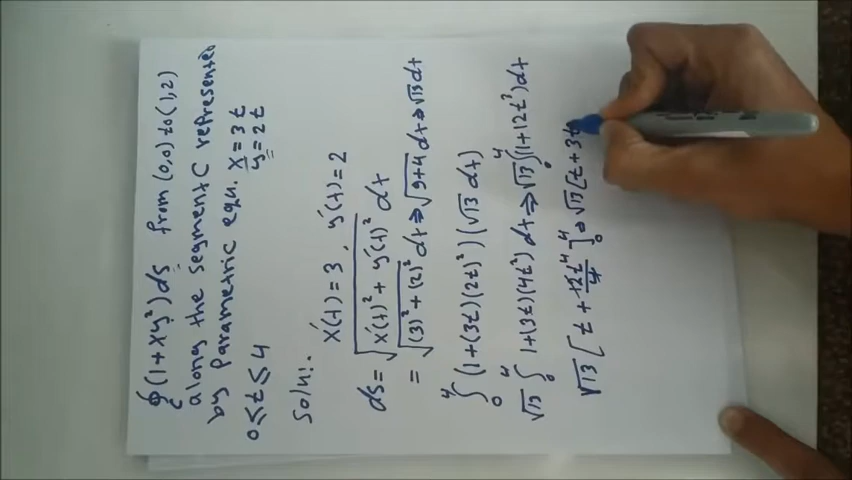 ∮_C (1+xy²) ds from (0,0) to (1,2)
along the segment C represented
by parametric equ. x = 3t
y = 2t
0 ≤ t ≤ 4
Soln:-
x'(t) = 3 , y'(t) = 2
ds = √(x'(t)² + y'(t)²) dt
= √((3)² + (2)²) dt ⇒ √(9+4) dt ⇒ √13 dt
∫₀⁴ (1+(3t)(2t)²)(√13 dt)
√13 ∫₀⁴ 1+(3t)(4t²) dt ⇒ √13 ∫₀⁴ (1+12t³) dt
√13 [t + 12t⁴/4]₀⁴ ⇒ √13 [t + 3t